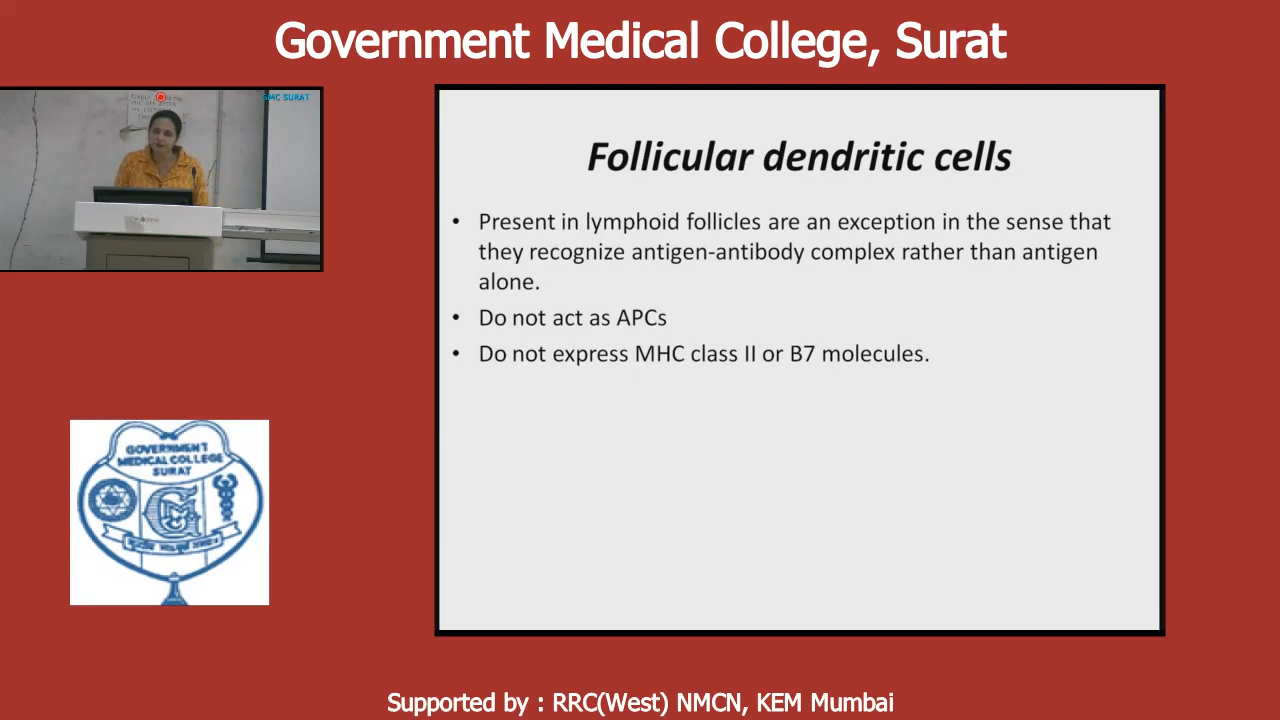 Government Medical College, Surat
GMC SURAT
Follicular dendritic cells
• Present in lymphoid follicles are an exception in the sense that
they recognize antigen-antibody complex rather than antigen
alone.
• Do not act as APCs
• Do not express MHC class II or B7 molecules.
GOVERNMENT
MEDICAL COLLEGE
SURAT
Supported by : RRC(West) NMCN, KEM Mumbai